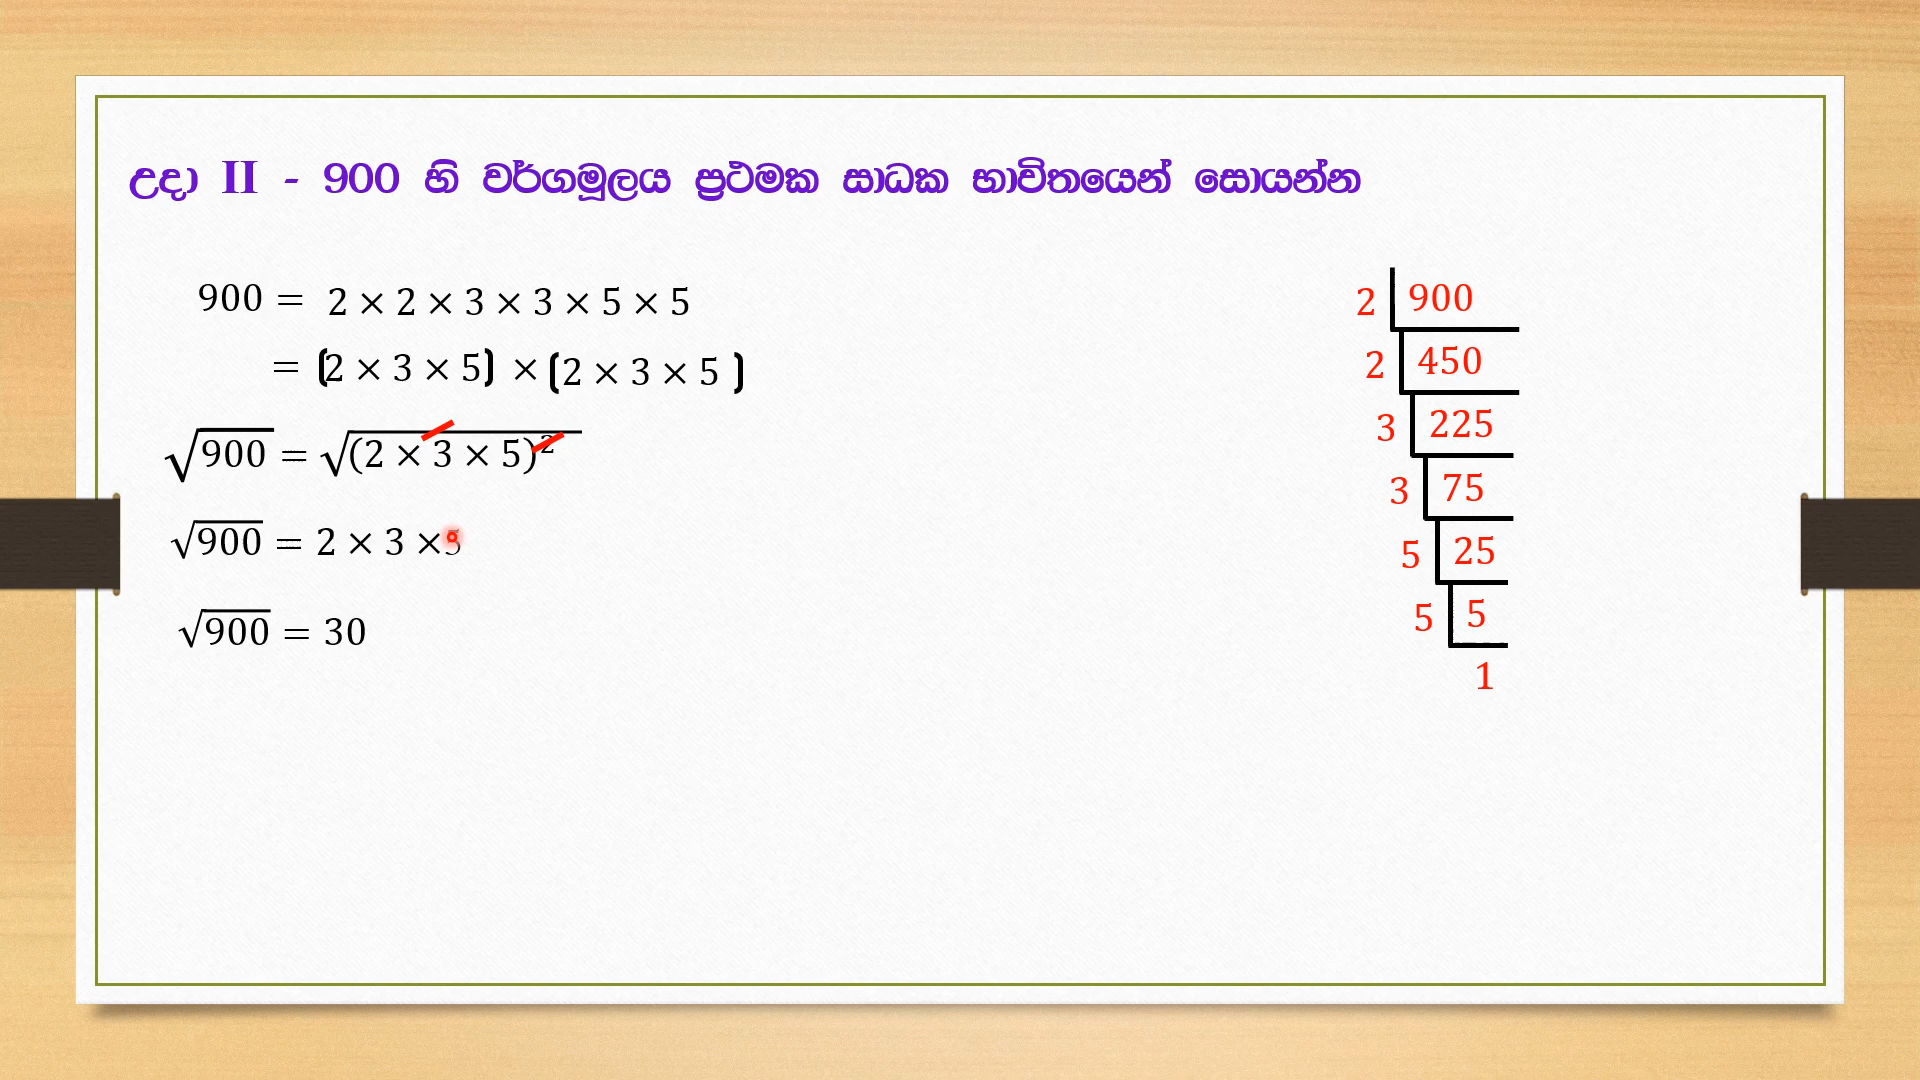 උදා II - 900 හි වර්ගමූලය ප්‍රථමක සාධක භාවිතයෙන් සොයන්න
900 = 2 × 2 × 3 × 3 × 5 × 5
= (2 × 3 × 5) × (2 × 3 × 5 )
√900 = √(2 × 3 × 5)²
√900 = 2 × 3 × 5
√900 = 30
2 900
2 450
3 225
3 75
5 25
5 5
1